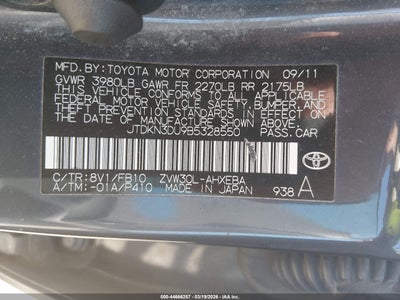 MFD.BY:TOYOTA MOTOR CORPORATION 09/11
GVWR 3980LB GAWR FR 2270LB RR 2175LB
THIS VEHICLE CONFORMS TO ALL APPLICABLE
FEDERAL MOTOR VEHICLE SAFETY, BUMPER, AND
THEFT PREVENTION STANDARDS IN EFFECT ON THE DATE
OF MANUFACTURE SHOWN ABOVE.
JTDKN3DU9B5328550 PASS.CAR
C/TR:8V1/FB10 ZVW30L-AHXEBA
A/TM:-01A/P410 MADE IN JAPAN 938 A
TOYOTA
000-44666257 - 03/19/2026 - IAA Inc.